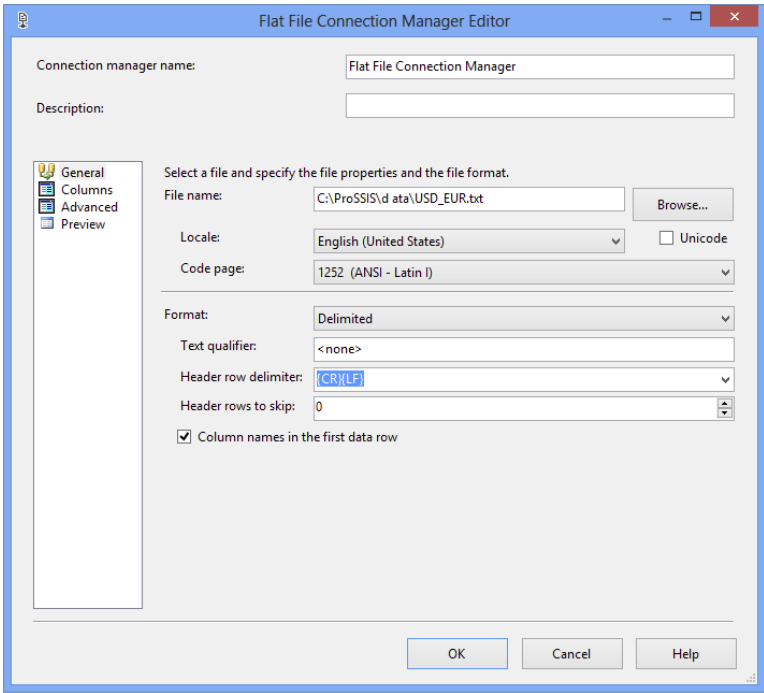 Flat File Connection Manager Editor
Connection manager name: Flat File Connection Manager
Description:
General
Columns
Advanced
Preview
Select a file and specify the file properties and the file format.
File name: C:\ProSSIS\d ata\USD_EUR.txt Browse...
Locale: English (United States) Unicode
Code page: 1252 (ANSI - Latin I)
Format: Delimited
Text qualifier: <none>
Header row delimiter: {CR}{LF}
Header rows to skip: 0
Column names in the first data row
OK Cancel Help